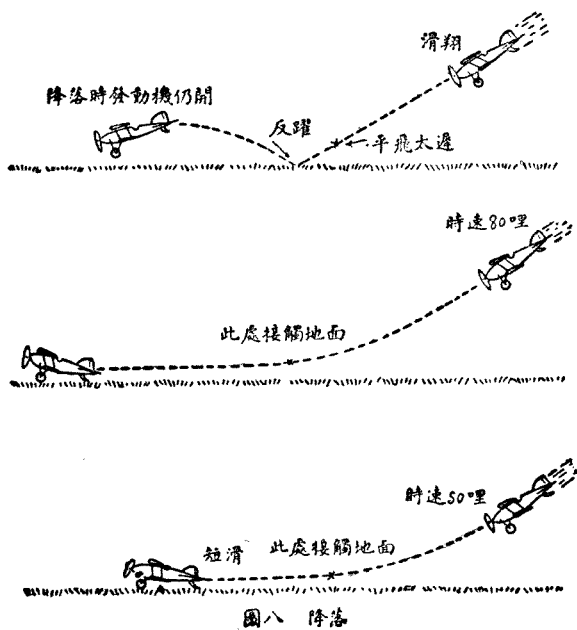 滑翔
降落時發動機仍開
反躍
平飛太遲
時速80哩
此處接觸地面
時速50哩
短滑
此處接觸地面
圖八 降落